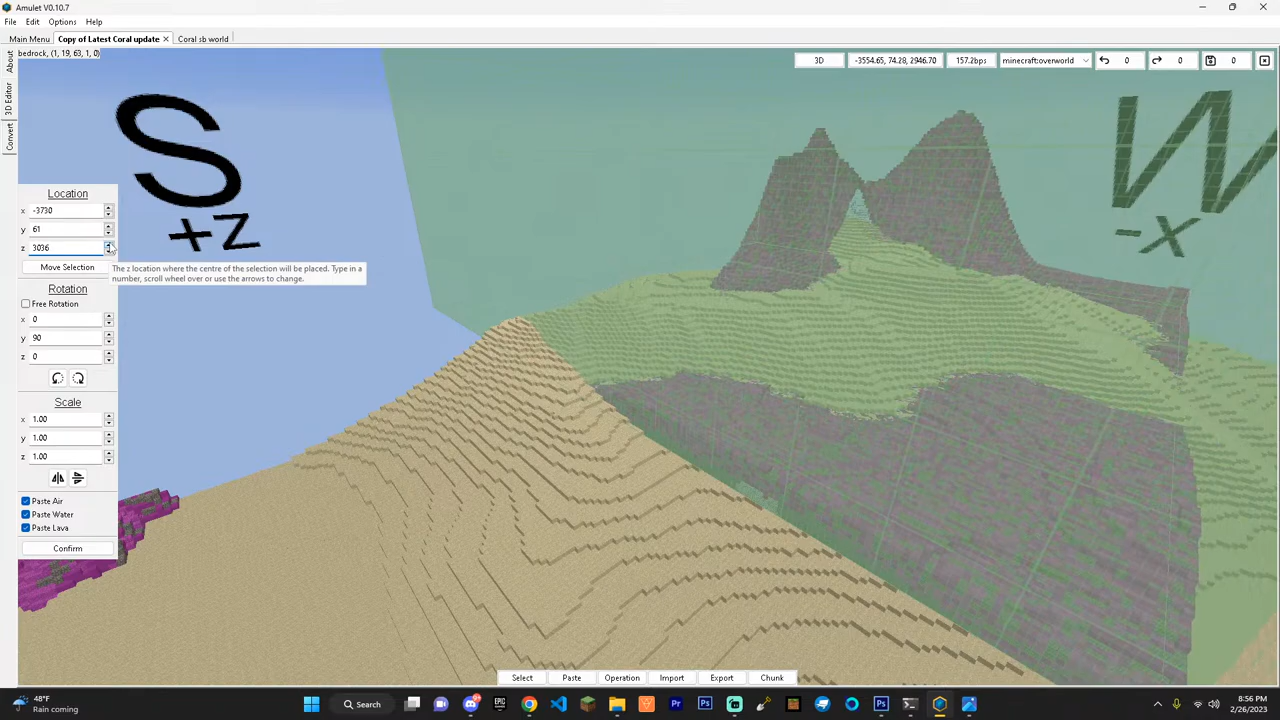 Amulet V0.10.7
File Edit Options Help
Main Menu Copy of Latest Coral update Coral sb world
bedrock, (1, 19, 63, 1, 0)
3D -3554.65, 74.28, 2946.70 157.2bps minecraft:overworld 0 0 0
About
3D Editor
Convert
S
+z
W
-x
Location
x -3730
y 61
z 3036
Move Selection
The z location where the centre of the selection will be placed. Type in a
number, scroll wheel over or use the arrows to change.
Rotation
Free Rotation
x 0
y 90
z 0
Scale
x 1.00
y 1.00
z 1.00
Paste Air
Paste Water
Paste Lava
Confirm
Select Paste Operation Import Export Chunk
48°F
Rain coming
Search
8:56 PM
2/26/2023